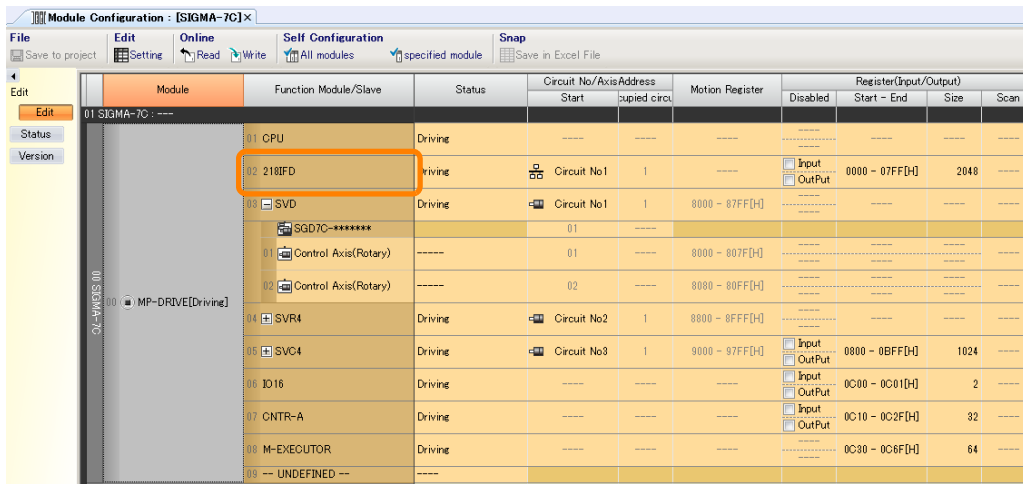 Module Configuration : [SIGMA-7C] ×
File Edit Online Self Configuration Snap
Save to project Setting Read Write All modules specified module Save in Excel File
Edit
Edit
Status
Version
Module Function Module/Slave Status Circuit No/AxisAddress Motion Register Register(Input/Output)
Start cupied circu Disabled Start - End Size Scan
01 SIGMA-7C : ---
00 SIGMA-7C
00 MP-DRIVE[Driving]
01 CPU Driving ---- ---- ---- ---- ---- ---- ---- ----
02 218IFD Driving Circuit No1 1 ---- Input OutPut 0000 - 07FF[H] 2048 ----
03 SVD Driving Circuit No1 1 8000 - 87FF[H] ---- ---- ---- ---- ----
SGD7C-******* 01 ----
01 Control Axis(Rotary) ----- 01 ---- 8000 - 807F[H] ---- ---- ---- ---- ---- ---- ---- ----
02 Control Axis(Rotary) ----- 02 ---- 8080 - 80FF[H] ---- ---- ---- ---- ---- ---- ---- ----
04 SVR4 Driving Circuit No2 1 8800 - 8FFF[H] ---- ---- ---- ---- ----
05 SVC4 Driving Circuit No3 1 9000 - 97FF[H] Input OutPut 0800 - 0BFF[H] 1024 ----
06 IO16 Driving ---- ---- ---- Input OutPut 0C00 - 0C01[H] 2 ----
07 CNTR-A Driving ---- ---- ---- Input OutPut 0C10 - 0C2F[H] 32 ----
08 M-EXECUTOR Driving ---- ---- ---- ---- ---- 0C30 - 0C6F[H] 64 ----
09 -- UNDEFINED -- ----